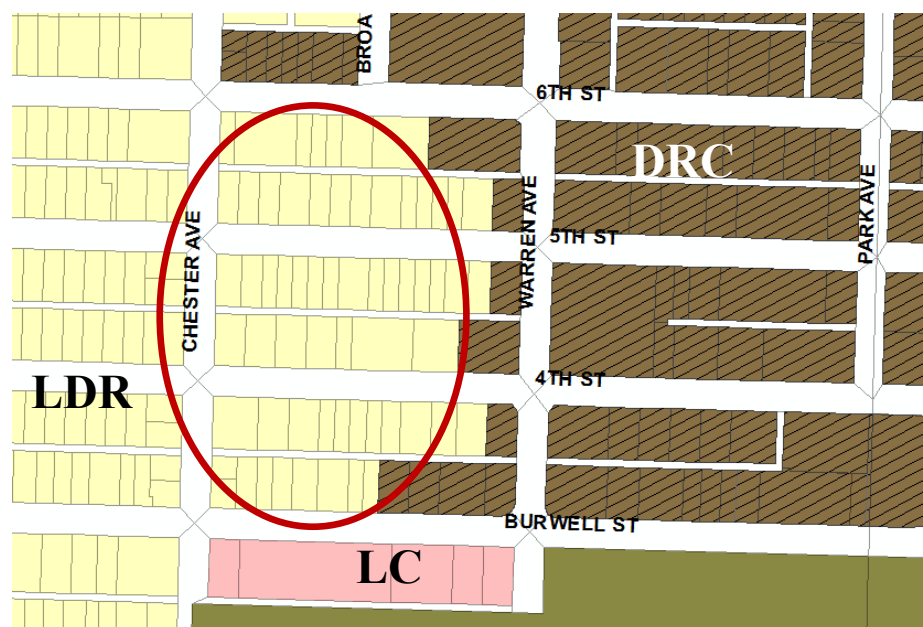 BROA
6TH ST
DRC
CHESTER AVE
WARREN AVE
PARK AVE
5TH ST
4TH ST
LDR
BURWELL ST
LC